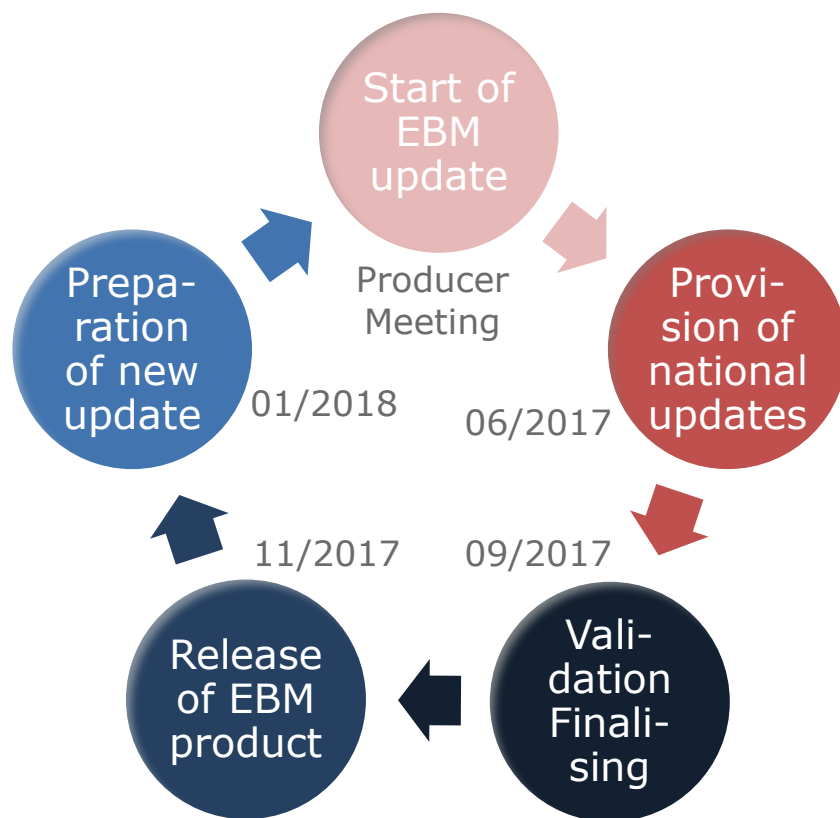 Start of
EBM
update
Producer
Meeting
Provi-
sion of
national
updates
06/2017
Vali-
dation
Finali-
sing
09/2017
Release
of EBM
product
11/2017
Prepa-
ration
of new
update
01/2018